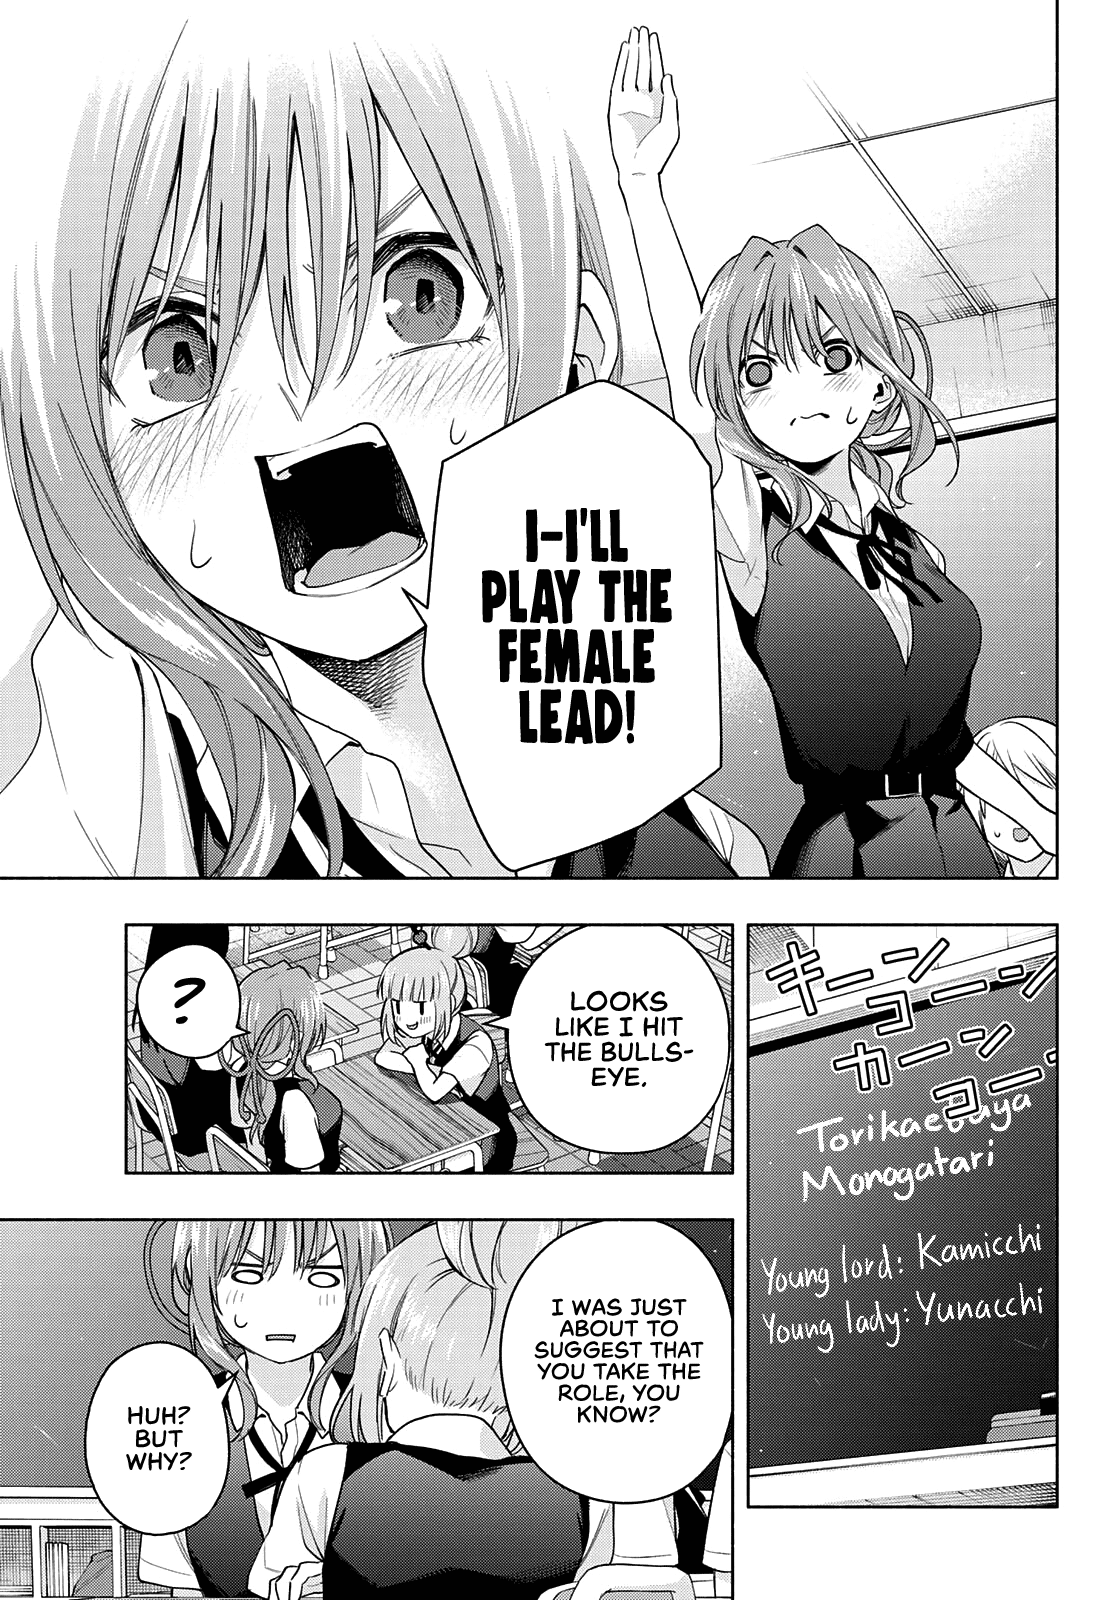 I-I'LL
PLAY THE
FEMALE
LEAD!
キーンコーン
カーンコーン
Torikaebaya
Monogatari
Young lord: Kamicchi
Young lady: Yunacchi
LOOKS
LIKE I HIT
THE BULLS-
EYE.
?
I WAS JUST
ABOUT TO
SUGGEST THAT
YOU TAKE THE
ROLE, YOU
KNOW?
HUH?
BUT
WHY?